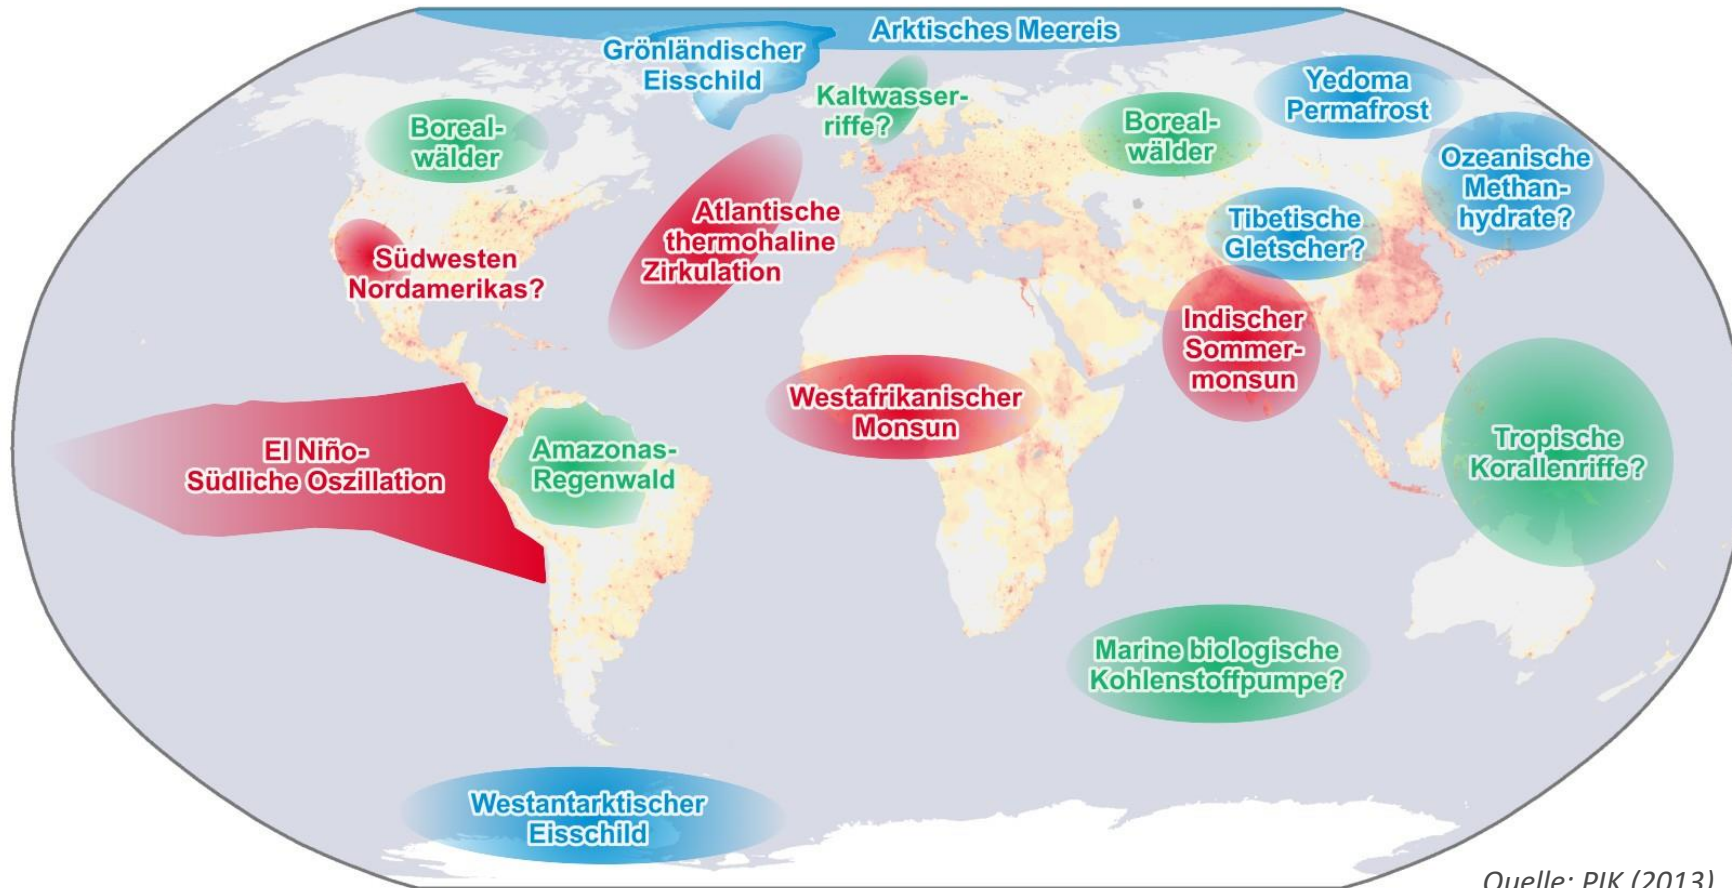 Arktisches Meereis
Grönländischer
Eisschild
Yedoma
Permafrost
Kaltwasser-
riffe?
Boreal-
wälder
Boreal-
wälder
Ozeanische
Methan-
hydrate?
Atlantische
thermohaline
Zirkulation
Tibetische
Gletscher?
Südwesten
Nordamerikas?
Indischer
Sommer-
monsun
Westafrikanischer
Monsun
El Niño-
Südliche Oszillation
Amazonas-
Regenwald
Tropische
Korallenriffe?
Marine biologische
Kohlenstoffpumpe?
Westantarktischer
Eisschild
Quelle: PIK (2013)